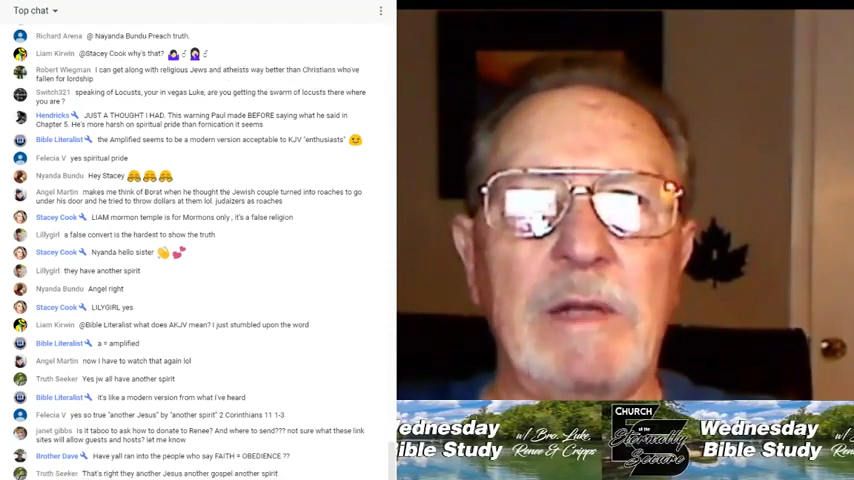 Top chat
Richard Arena @ Nayanda Bundu Preach truth.
Liam Kirwin @Stacey Cook why's that?
Robert Wiegman I can get along with religious Jews and atheists way better than Christians who've
fallen for lordship
Switch321 speaking of Locusts, your in vegas Luke, are you getting the swarm of locusts there where
you are ?
Hendricks JUST A THOUGHT I HAD. This warning Paul made BEFORE saying what he said in
Chapter 5. He's more harsh on spiritual pride than fornication it seems
Bible Literalist the Amplified seems to be a modern version acceptable to KJV "enthusiasts"
Felecia V yes spiritual pride
Nyanda Bundu Hey Stacey
Angel Martin makes me think of Borat when he thought the Jewish couple turned into roaches to go
under his door and he tried to throw dollars at them lol. judaizers as roaches
Stacey Cook LIAM mormon temple is for Mormons only , it's a false religion
Lillygirl a false convert is the hardest to show the truth
Stacey Cook Nyanda hello sister
Lillygirl they have another spirit
Nyanda Bundu Angel right
Stacey Cook LILYGIRL yes
Liam Kirwin @Bible Literalist what does AKJV mean? I just stumbled upon the word
Bible Literalist a = amplified
Angel Martin now I have to watch that again lol
Truth Seeker Yes jw all have another spirit
Bible Literalist it's like a modern version from what I've heard
Felecia V yes so true "another Jesus" by "another spirit" 2 Corinthians 11 1-3
janet gibbs Is it taboo to ask how to donate to Renee? And where to send??? not sure what these link
sites will allow guests and hosts? let me know
Brother Dave Have yall ran into the people who say FAITH = OBEDIENCE ??
Truth Seeker That's right they another Jesus another gospel another spirit
Wednesday
Bible Study
w/ Bro. Luke,
Renee & Cripps
CHURCH
of the
Eternally
Secure
Wednesday
Bible Study